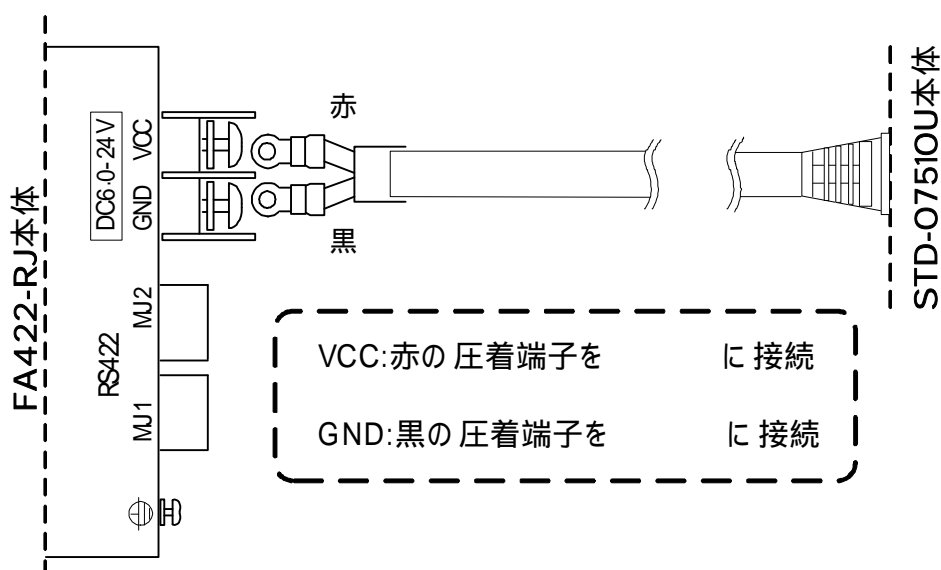 FA422-RJ本体
DC6.0-24V
VCC
GND
RS422
MJ2
MJ1
赤
黒
STD-07510U本体
VCC:赤の 圧着端子を に 接続
GND:黒の 圧着端子を に 接続